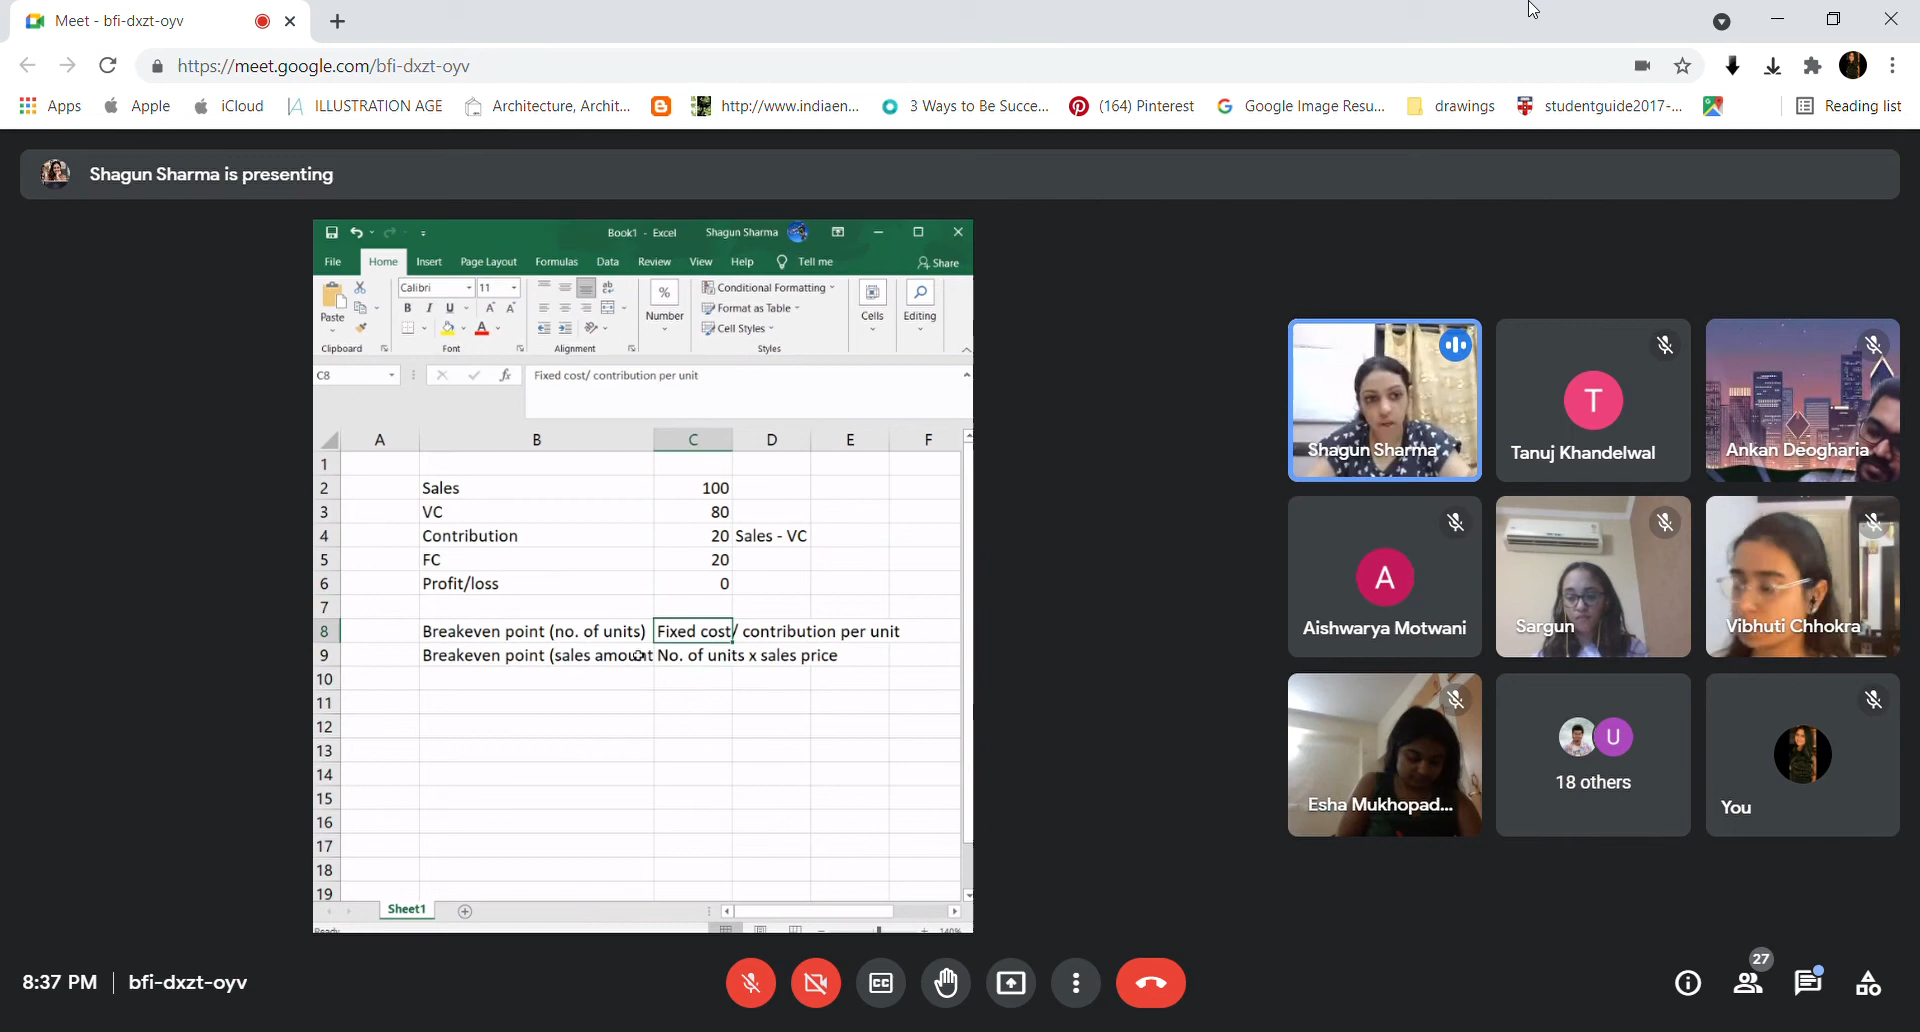 Meet - bfi-dxzt-oyv
https://meet.google.com/bfi-dxzt-oyv
Apps Apple iCloud ILLUSTRATION AGE Architecture, Archit... http://www.indiaen... 3 Ways to Be Succe... (164) Pinterest Google Image Resu... drawings studentguide2017-... Reading list
Shagun Sharma is presenting
Book1 - Excel Shagun Sharma
File Home Insert Page Layout Formulas Data Review View Help Tell me Share
Calibri 11 Conditional Formatting
Paste B I U Number Format as Table Cells Editing
Cell Styles
Clipboard Font Alignment Styles
C8 fx Fixed cost/ contribution per unit
A B C D E F
1
2 Sales 100
3 VC 80
4 Contribution 20 Sales - VC
5 FC 20
6 Profit/loss 0
7
8 Breakeven point (no. of units) Fixed cost/ contribution per unit
9 Breakeven point (sales amount No. of units x sales price
10
11
12
13
14
15
16
17
18
19
Sheet1
Ready 140%
Shagun Sharma
T
Tanuj Khandelwal
Ankan Deogharia
A
Aishwarya Motwani
Sargun
Vibhuti Chhokra
Esha Mukhopad...
U
18 others
You
8:37 PM bfi-dxzt-oyv
CC
27